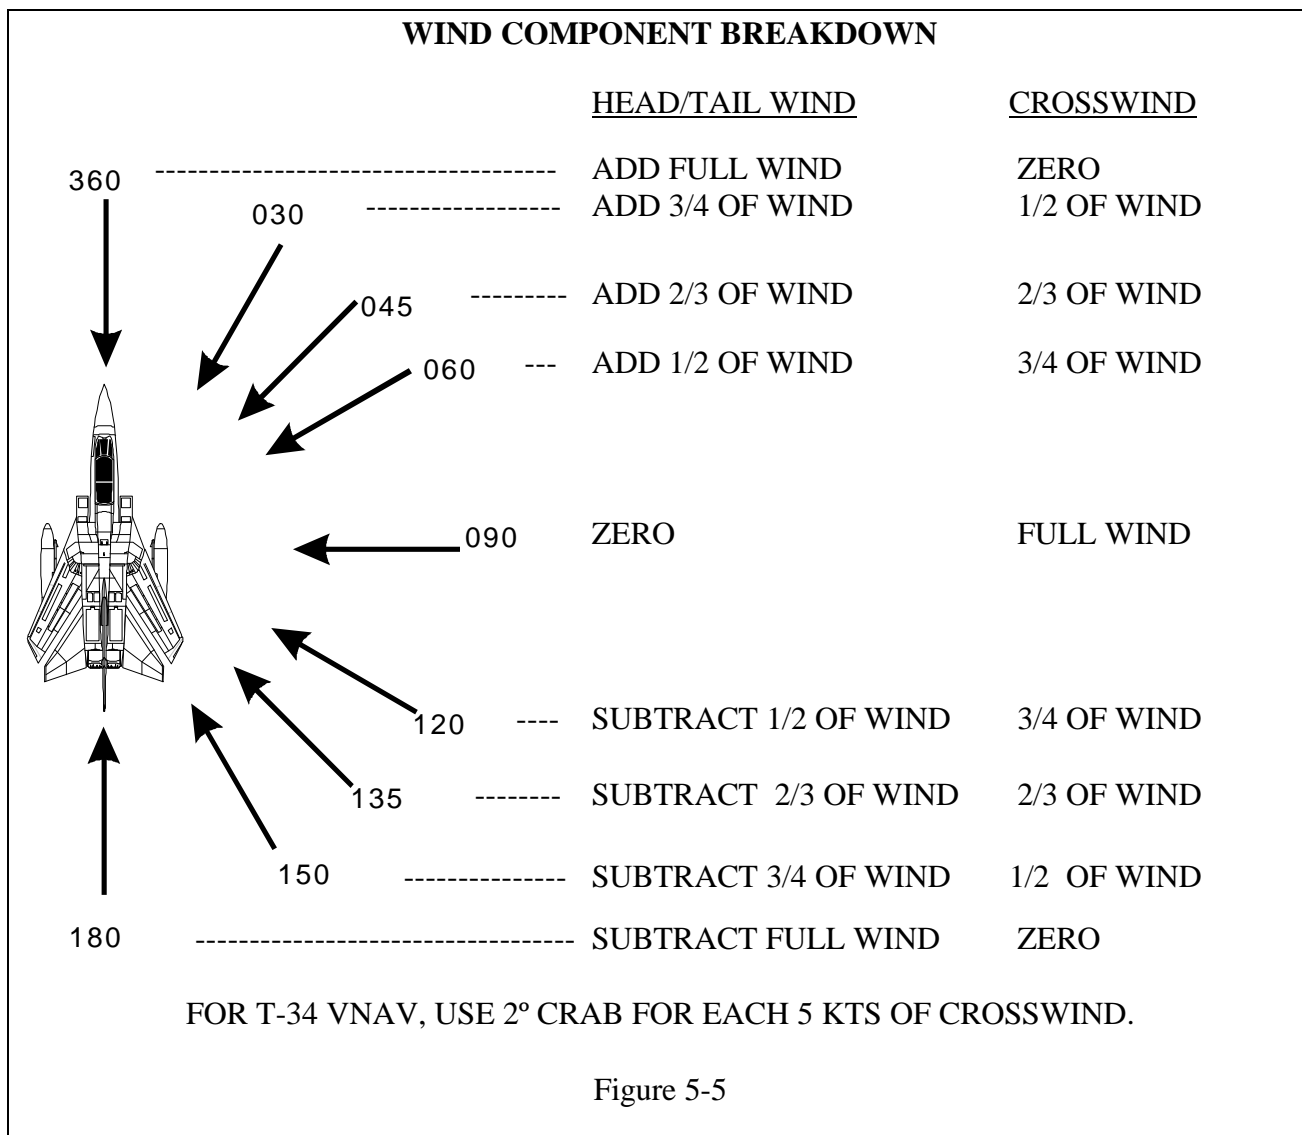 WIND COMPONENT BREAKDOWN
HEAD/TAIL WIND CROSSWIND
360 ------------------------------------- ADD FULL WIND ZERO
030 ------------------ ADD 3/4 OF WIND 1/2 OF WIND
045 --------- ADD 2/3 OF WIND 2/3 OF WIND
060 --- ADD 1/2 OF WIND 3/4 OF WIND
090 ZERO FULL WIND
120 ---- SUBTRACT 1/2 OF WIND 3/4 OF WIND
135 -------- SUBTRACT 2/3 OF WIND 2/3 OF WIND
150 --------------- SUBTRACT 3/4 OF WIND 1/2 OF WIND
180 ----------------------------------- SUBTRACT FULL WIND ZERO
FOR T-34 VNAV, USE 2º CRAB FOR EACH 5 KTS OF CROSSWIND.
Figure 5-5